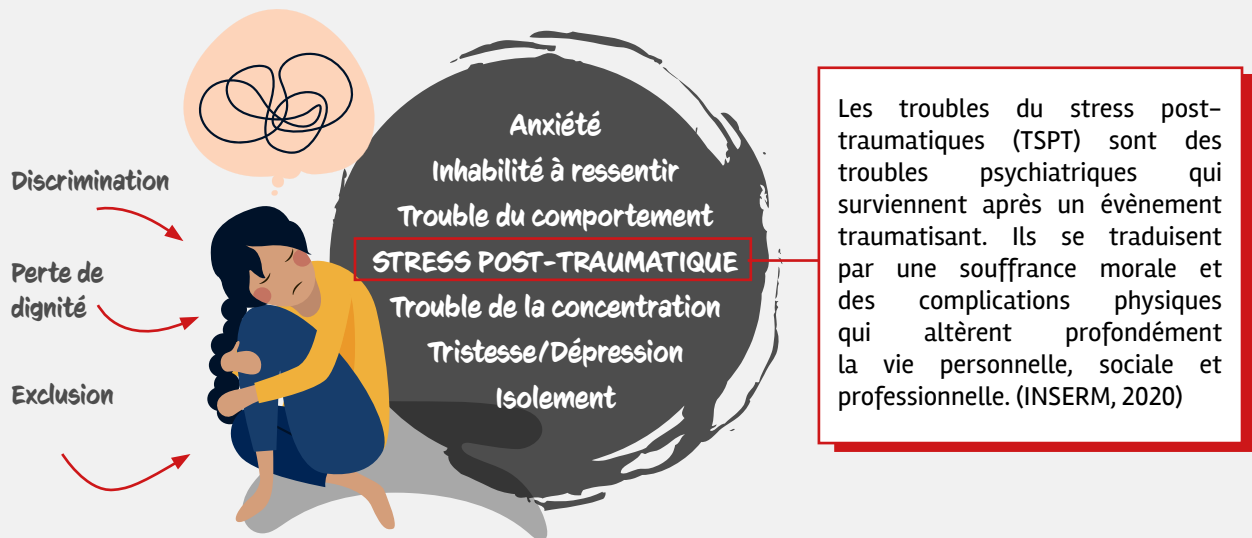 Discrimination
Perte de
dignité
Exclusion
Anxiété
Inhabilité à ressentir
Trouble du comportement
STRESS POST-TRAUMATIQUE
Trouble de la concentration
Tristesse/Dépression
Isolement
Les troubles du stress post-
traumatiques (TSPT) sont des
troubles psychiatriques qui
surviennent après un évènement
traumatisant. Ils se traduisent
par une souffrance morale et
des complications physiques
qui altèrent profondément
la vie personnelle, sociale et
professionnelle. (INSERM, 2020)